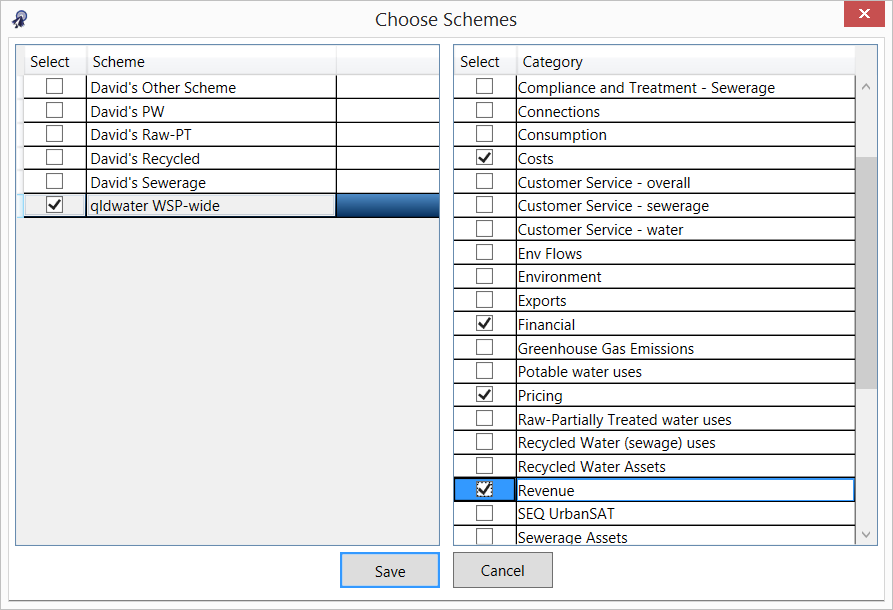 Choose Schemes
Select Scheme
David's Other Scheme
David's PW
David's Raw-PT
David's Recycled
David's Sewerage
qldwater WSP-wide
Select Category
Compliance and Treatment - Sewerage
Connections
Consumption
Costs
Customer Service - overall
Customer Service - sewerage
Customer Service - water
Env Flows
Environment
Exports
Financial
Greenhouse Gas Emissions
Potable water uses
Pricing
Raw-Partially Treated water uses
Recycled Water (sewage) uses
Recycled Water Assets
Revenue
SEQ UrbanSAT
Sewerage Assets
Save Cancel